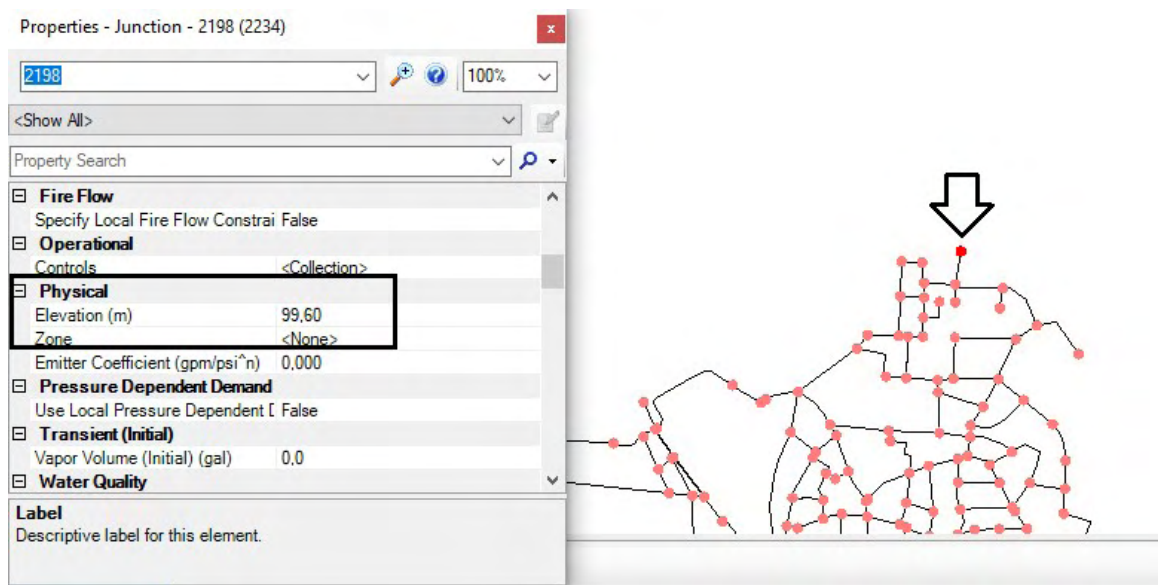 Properties - Junction - 2198 (2234)
x
2198 100%
<Show All>
Property Search
Fire Flow
Specify Local Fire Flow Constrai False
Operational
Controls <Collection>
Physical
Elevation (m) 99,60
Zone <None>
Emitter Coefficient (gpm/psi^n) 0,000
Pressure Dependent Demand
Use Local Pressure Dependent D False
Transient (Initial)
Vapor Volume (Initial) (gal) 0,0
Water Quality
Label
Descriptive label for this element.